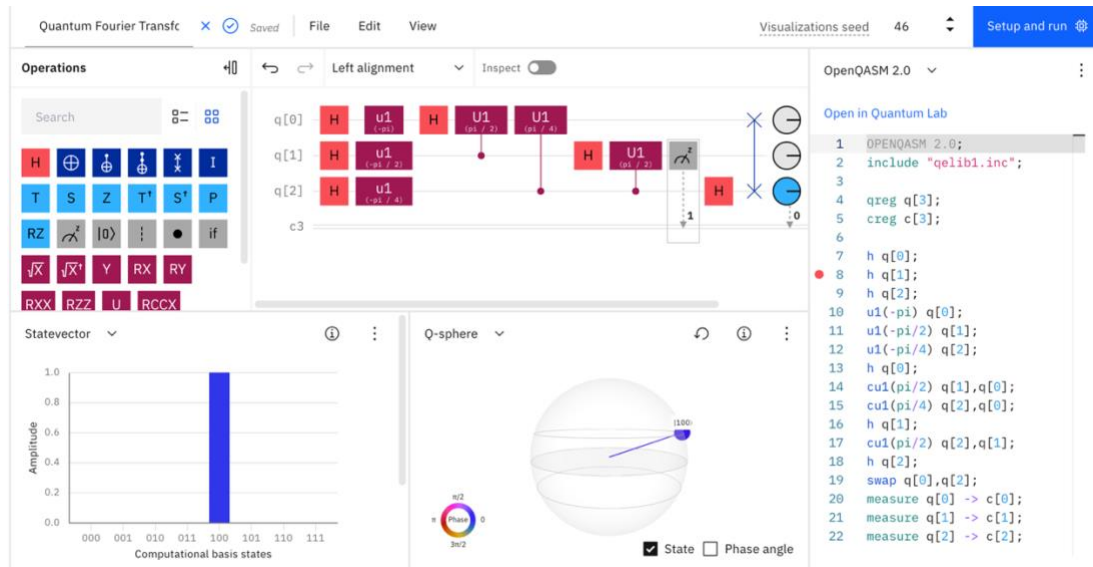 Quantum Fourier Transfc Saved File Edit View Visualizations seed 46 Setup and run
Operations Left alignment Inspect OpenQASM 2.0
Search
H I
T S Z T† S† P
RZ z |0⟩ if
√X √X† Y RX RY
RXX RZZ U RCCX
q[0] H u1 (-pi) H U1 (pi / 2) U1 (pi / 4)
q[1] H u1 (-pi / 2) H U1 (pi / 2) z
q[2] H u1 (-pi / 4) H
c3 1 0
Open in Quantum Lab
1 OPENQASM 2.0;
2 include "qelib1.inc";
3
4 qreg q[3];
5 creg c[3];
6
7 h q[0];
8 h q[1];
9 h q[2];
10 u1(-pi) q[0];
11 u1(-pi/2) q[1];
12 u1(-pi/4) q[2];
13 h q[0];
14 cu1(pi/2) q[1],q[0];
15 cu1(pi/4) q[2],q[0];
16 h q[1];
17 cu1(pi/2) q[2],q[1];
18 h q[2];
19 swap q[0],q[2];
20 measure q[0] -> c[0];
21 measure q[1] -> c[1];
22 measure q[2] -> c[2];
Statevector
Amplitude
1.0
0.8
0.6
0.4
0.2
0.0
000 001 010 011 100 101 110 111
Computational basis states
Q-sphere
|100⟩
π/2
π Phase 0
3π/2
State Phase angle